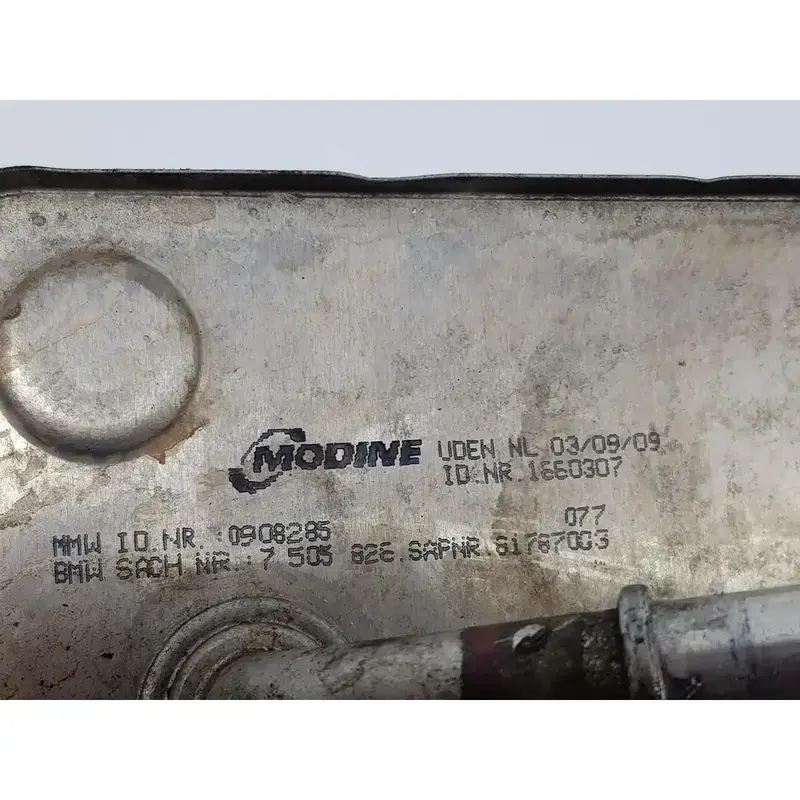 MODINE UDEN NL 03/09/09
ID.NR.1660307
077
MMW ID.NR.:0908285
BMW SACH NR.:7 505 826.SAPNR.81787003